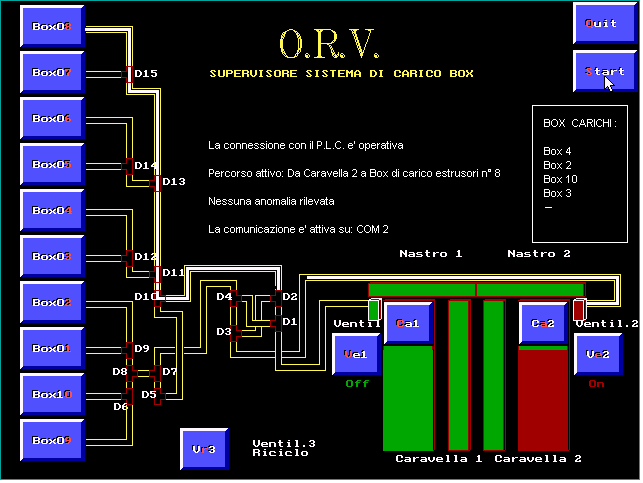 Box08
O.R.V.
Quit
SUPERVISORE SISTEMA DI CARICO BOX
Box07
D15
Start
Box06
BOX CARICHI:
La connessione con il P.L.C. e' operativa
Box 4
Box05
D14
Box 2
Percorso attivo: Da Caravella 2 a Box di carico estrusori n° 8
Box 10
D13
Box 3
Nessuna anomalia rilevata
Box04
La comunicazione e' attiva su: COM 2
Box03
D12
Nastro 1
Nastro 2
D11
Box02
D10
D4
D2
D3
D1
Ventil
Ca1
Ca2
Ventil.2
Box01
D9
Ve1
Ve2
D8
D7
Off
On
Box10
D5
D6
Box09
Vr3
Ventil.3
Riciclo
Caravella 1
Caravella 2